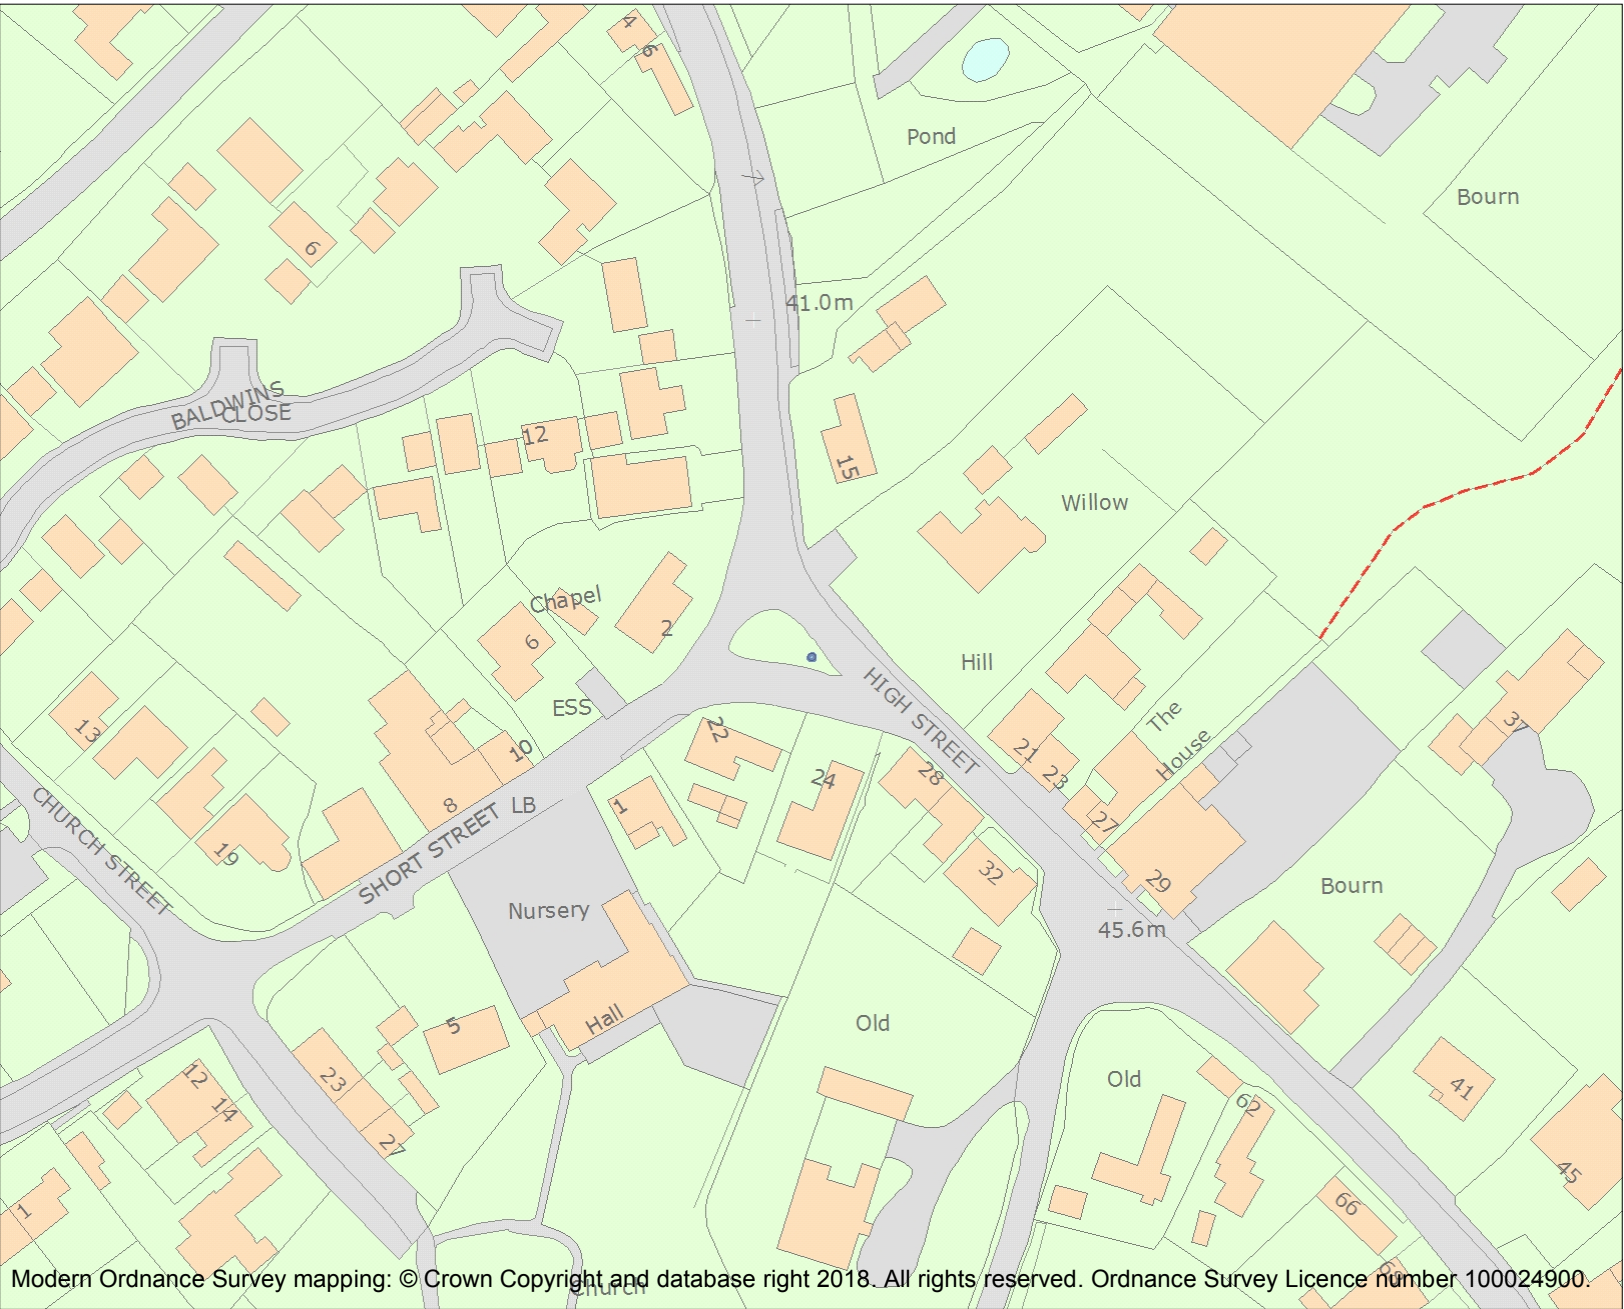 4
6
Pond
Bourn
6
41.0m
BALDWINS
CLOSE
12
15
Willow
Chapel
6
2
Hill
ESS
HIGH STREET
The
House
13
22
10
21
23
37
24
28
1
8
LB
SHORT STREET
CHURCH STREET
19
27
32
29
Bourn
Nursery
45.6m
Hall
5
Old
Old
23
12
14
27
62
41
45
1
66
Church
Modern Ordnance Survey mapping: © Crown Copyright and database right 2018. All rights reserved. Ordnance Survey Licence number 100024900.